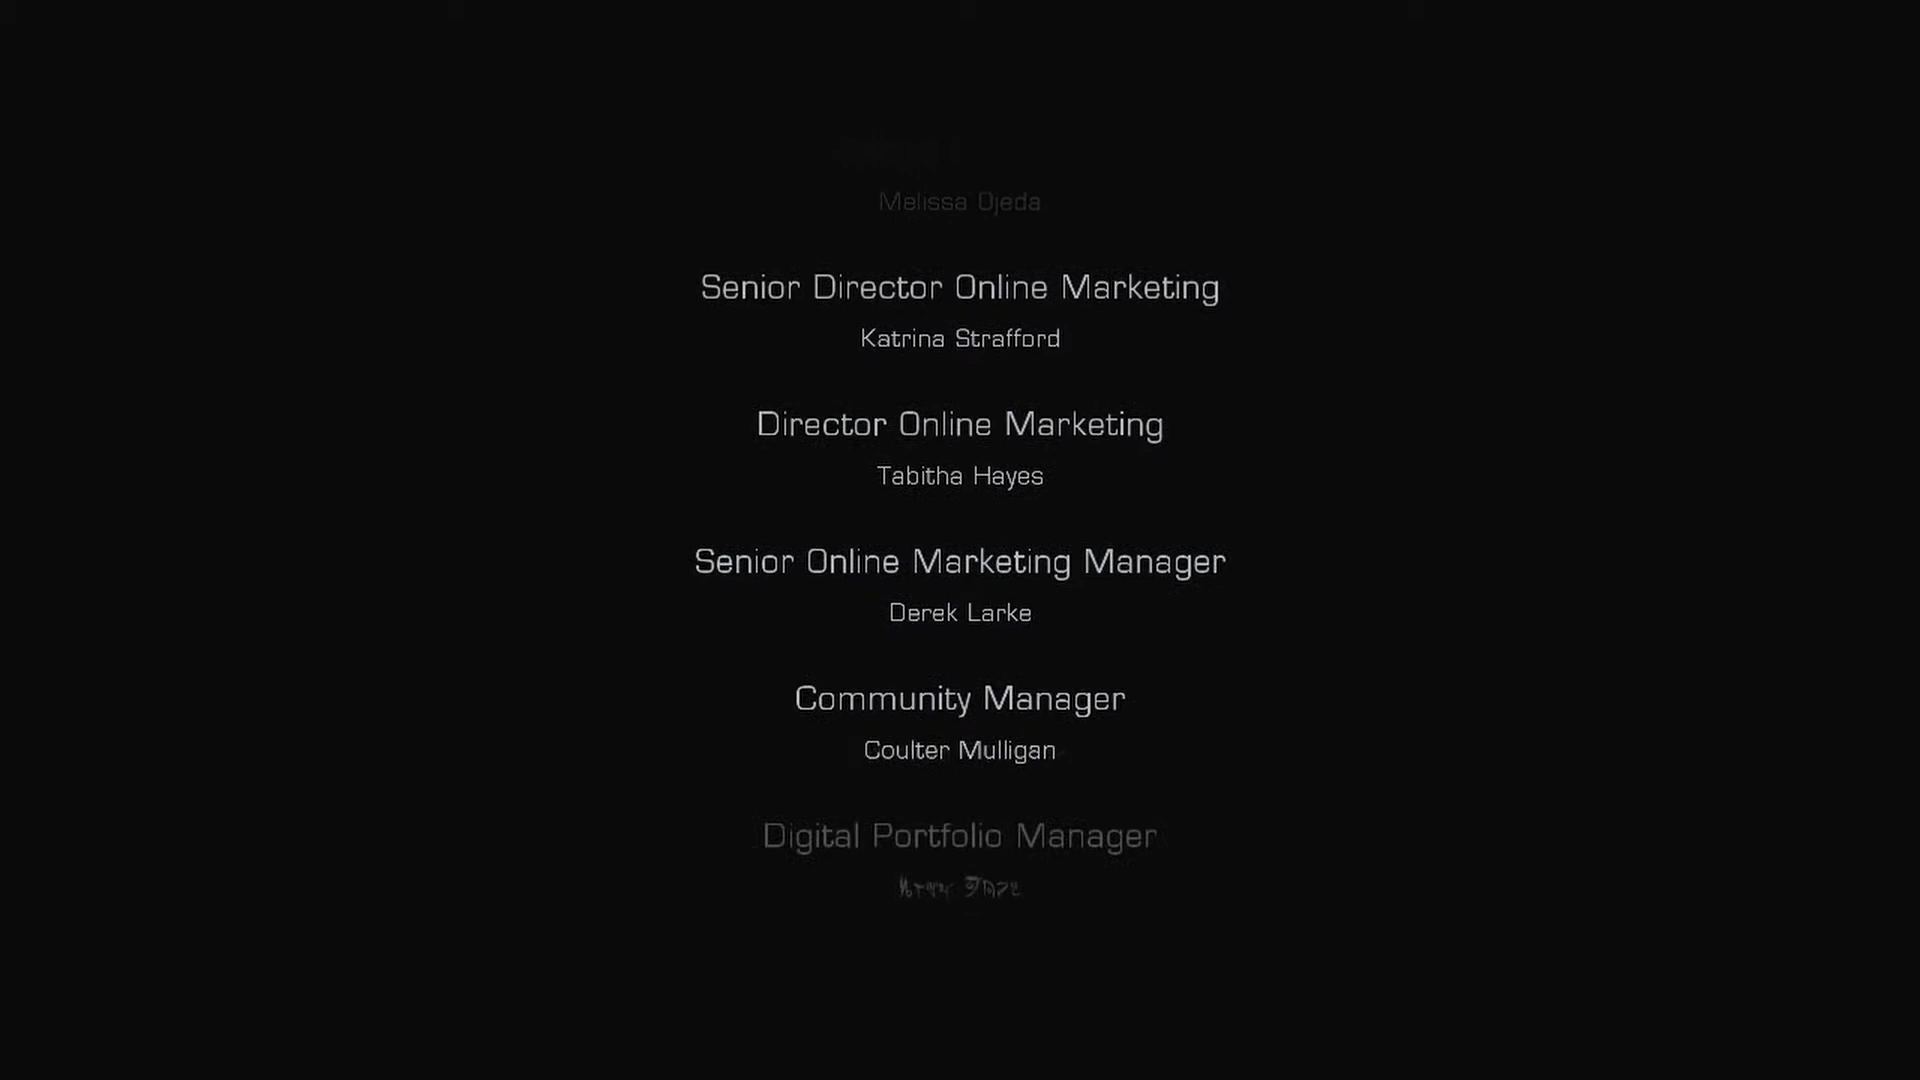 Melissa Ojeda
Senior Director Online Marketing
Katrina Strafford
Director Online Marketing
Tabitha Hayes
Senior Online Marketing Manager
Derek Larke
Community Manager
Coulter Mulligan
Digital Portfolio Manager